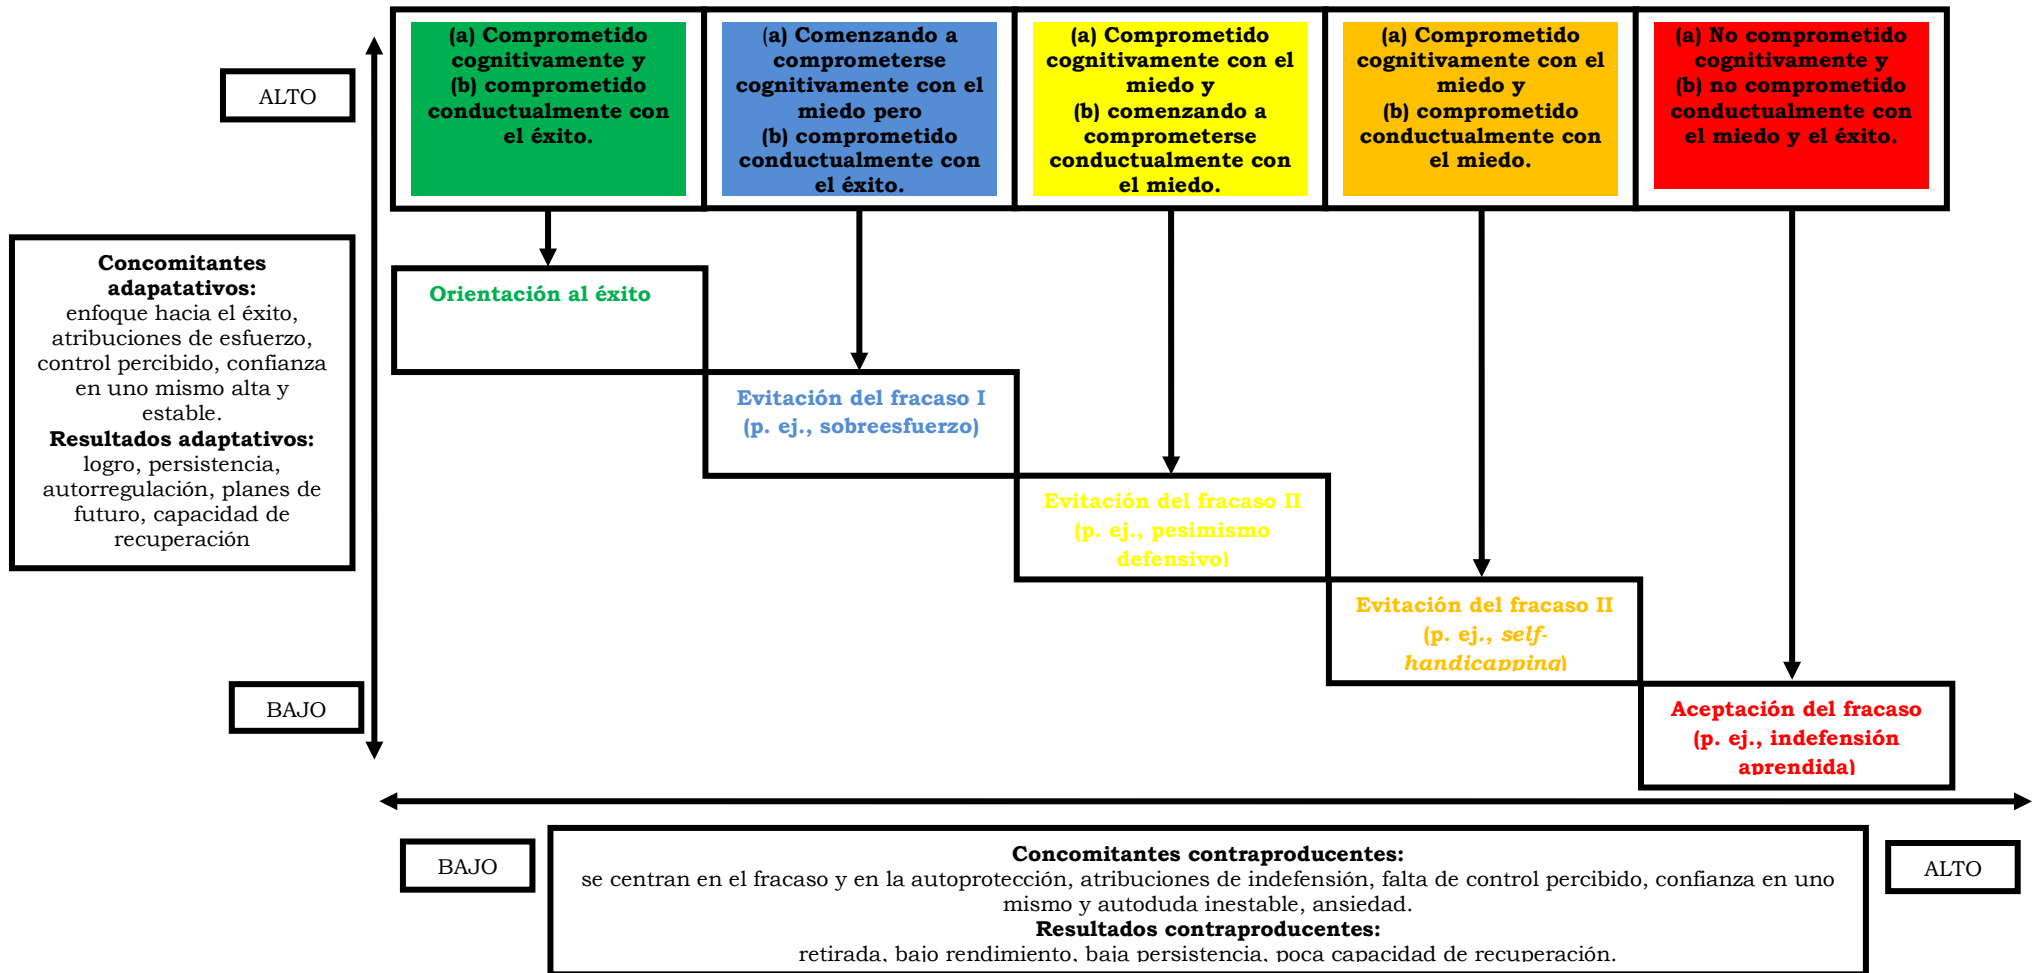 (a) Comprometido
cognitivamente y
(b) comprometido
conductualmente con
el éxito.
(a) Comenzando a
comprometerse
cognitivamente con el
miedo pero
(b) comprometido
conductualmente con
el éxito.
(a) Comprometido
cognitivamente con el
miedo y
(b) comenzando a
comprometerse
conductualmente con
el miedo.
(a) Comprometido
cognitivamente con el
miedo y
(b) comprometido
conductualmente con
el miedo.
(a) No comprometido
cognitivamente y
(b) no comprometido
conductualmente con
el miedo y el éxito.
ALTO
Concomitantes
adapatativos:
enfoque hacia el éxito,
atribuciones de esfuerzo,
control percibido, confianza
en uno mismo alta y
estable.
Resultados adaptativos:
logro, persistencia,
autorregulación, planes de
futuro, capacidad de
recuperación
BAJO
Orientación al éxito
Evitación del fracaso I
(p. ej., sobreesfuerzo)
Evitación del fracaso II
(p. ej., pesimismo
defensivo)
Evitación del fracaso II
(p. ej., self-
handicapping)
Aceptación del fracaso
(p. ej., indefensión
aprendida)
BAJO
Concomitantes contraproducentes:
se centran en el fracaso y en la autoprotección, atribuciones de indefensión, falta de control percibido, confianza en uno
mismo y autoduda inestable, ansiedad.
Resultados contraproducentes:
retirada, bajo rendimiento, baja persistencia, poca capacidad de recuperación.
ALTO